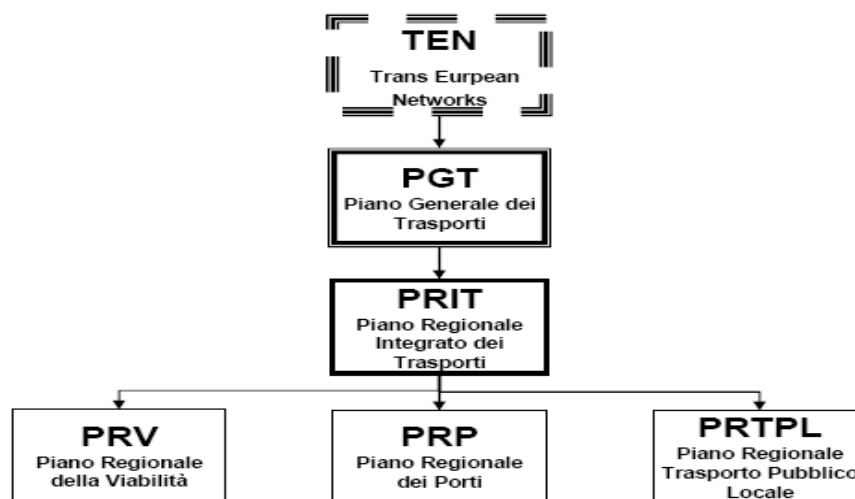 TEN
Trans Eurpean
Networks
PGT
Piano Generale dei
Trasporti
PRIT
Piano Regionale
Integrato dei
Trasporti
PRV
Piano Regionale
della Viabilità
PRP
Piano Regionale
dei Porti
PRTPL
Piano Regionale
Trasporto Pubblico
Locale